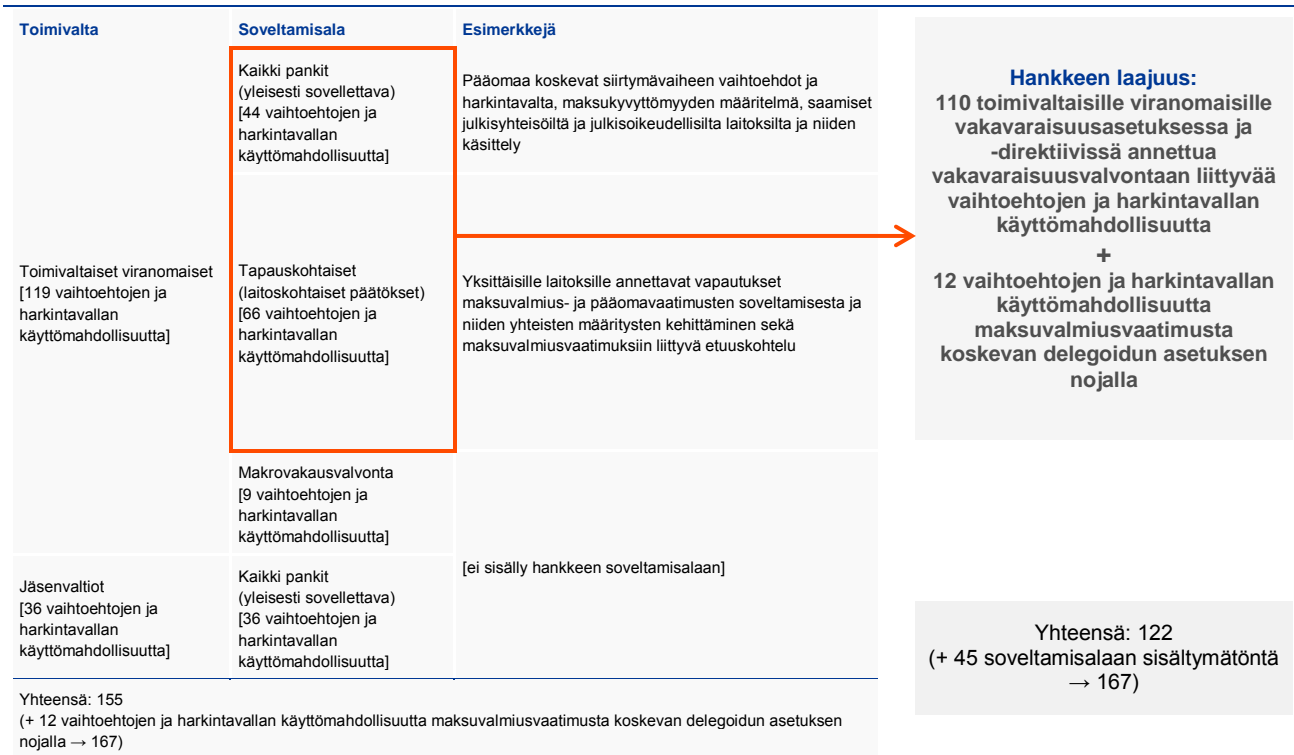 Toimivalta
Soveltamisala
Esimerkkejä
Toimivaltaiset viranomaiset
[119 vaihtoehtojen ja
harkintavallan
käyttömahdollisuutta]
Kaikki pankit
(yleisesti sovellettava)
[44 vaihtoehtojen ja
harkintavallan
käyttömahdollisuutta]
Pääomaa koskevat siirtymävaiheen vaihtoehdot ja
harkintavalta, maksukyvyttömyyden määritelmä, saamiset
julkisyhteisöiltä ja julkisoikeudellisilta laitoksilta ja niiden
käsittely
Tapauskohtaiset
(laitoskohtaiset päätökset)
[66 vaihtoehtojen ja
harkintavallan
käyttömahdollisuutta]
Yksittäisille laitoksille annettavat vapautukset
maksuvalmius- ja pääomavaatimusten soveltamisesta ja
niiden yhteisten määritysten kehittäminen sekä
maksuvalmiusvaatimuksiin liittyvä etuuskohtelu
Makrovakausvalvonta
[9 vaihtoehtojen ja
harkintavallan
käyttömahdollisuutta]
[ei sisälly hankkeen soveltamisalaan]
Jäsenvaltiot
[36 vaihtoehtojen ja
harkintavallan
käyttömahdollisuutta]
Kaikki pankit
(yleisesti sovellettava)
[36 vaihtoehtojen ja
harkintavallan
käyttömahdollisuutta]
Yhteensä: 155
(+ 12 vaihtoehtojen ja harkintavallan käyttömahdollisuutta maksuvalmiusvaatimusta koskevan delegoidun asetuksen
nojalla → 167)
Hankkeen laajuus:
110 toimivaltaisille viranomaisille
vakavaraisuusasetuksessa ja
-direktiivissä annettua
vakavaraisuusvalvontaan liittyvää
vaihtoehtojen ja harkintavallan
käyttömahdollisuutta
+
12 vaihtoehtojen ja harkintavallan
käyttömahdollisuutta
maksuvalmiusvaatimusta
koskevan delegoidun asetuksen
nojalla
Yhteensä: 122
(+ 45 soveltamisalaan sisältymätöntä
→ 167)